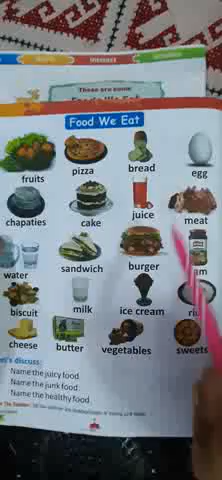 These are some
Food We Eat
fruits pizza bread egg
chapaties cake juice meat
water sandwich burger
biscuit milk ice cream
cheese butter vegetables sweets
discuss:
Name the juicy food.
Name the junk food.
Name the healthy food.